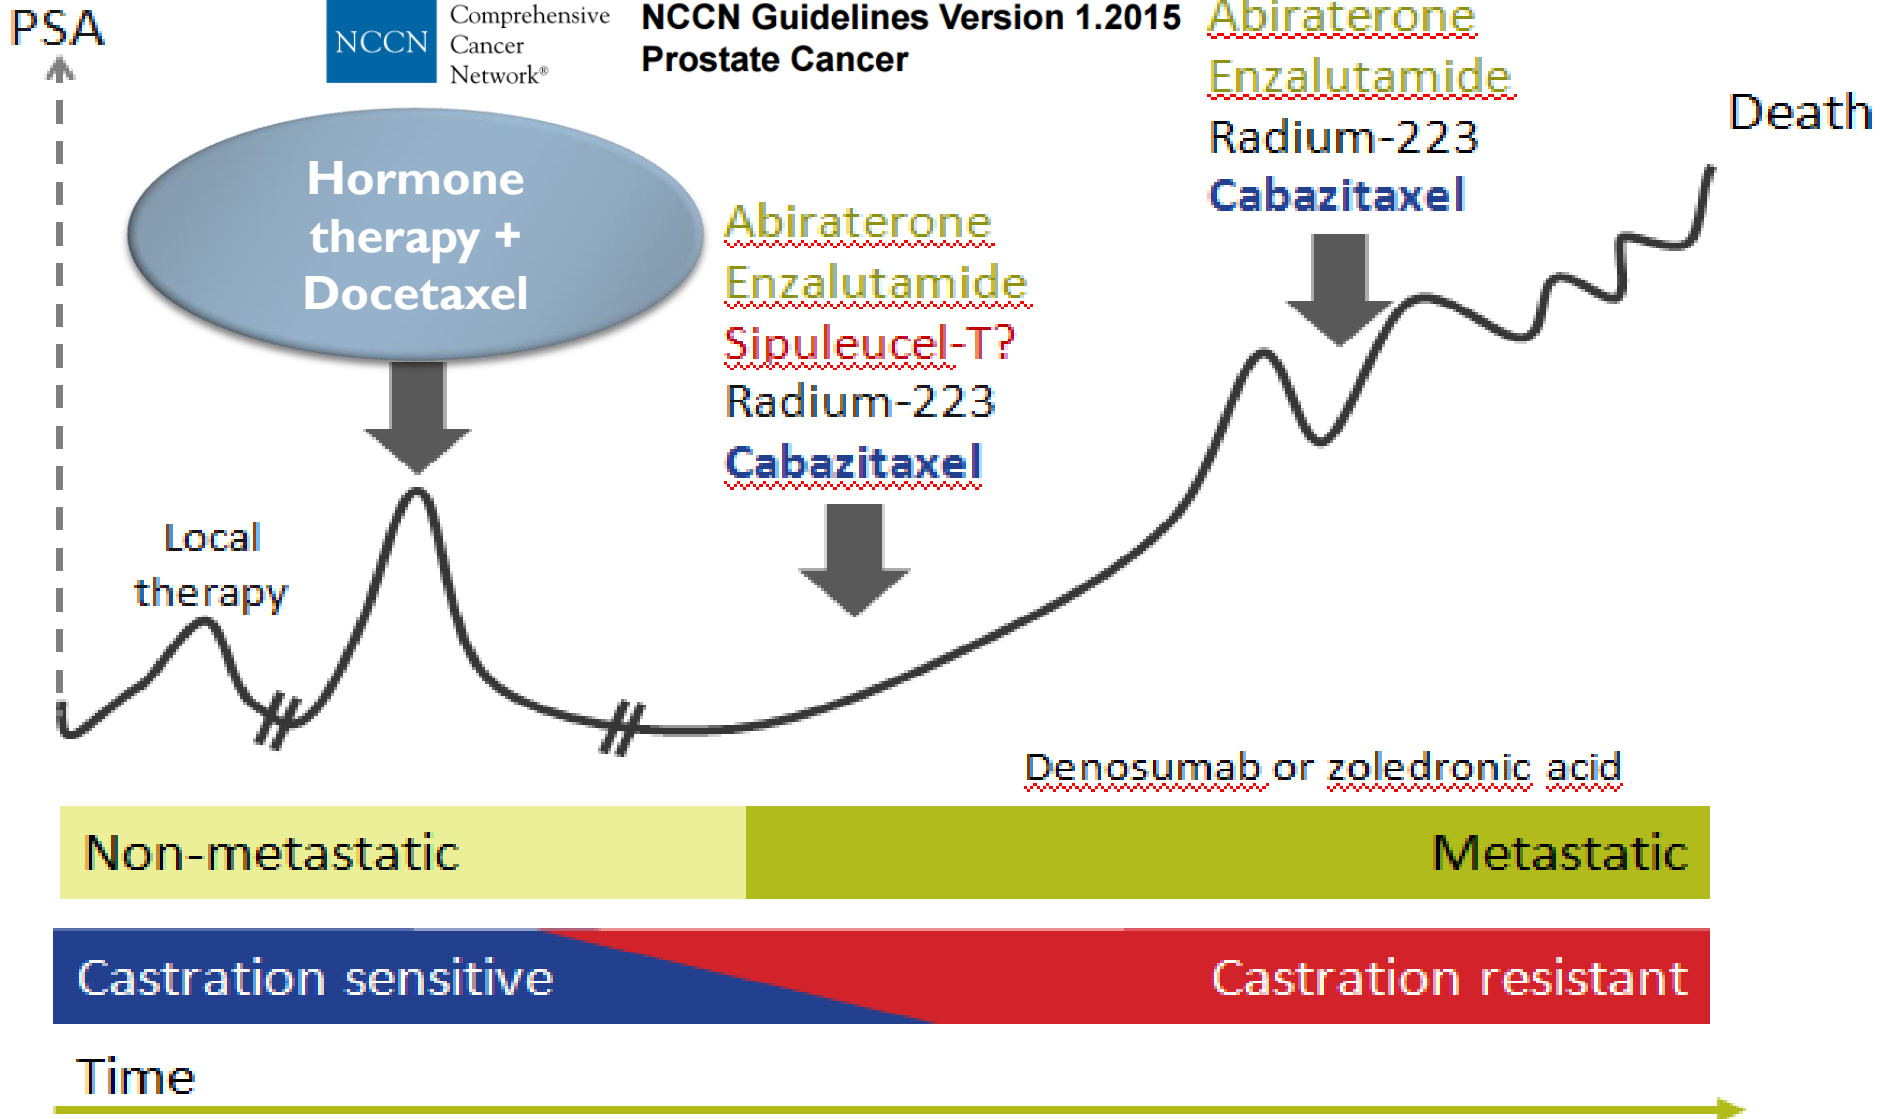 PSA
NCCN
Comprehensive
Cancer
Network®
NCCN Guidelines Version 1.2015
Prostate Cancer
Abiraterone
Enzalutamide
Radium-223
Cabazitaxel
Death
Hormone
therapy +
Docetaxel
Abiraterone
Enzalutamide
Sipuleucel-T?
Radium-223
Cabazitaxel
Local
therapy
Denosumab or zoledronic acid
Non-metastatic
Metastatic
Castration sensitive
Castration resistant
Time